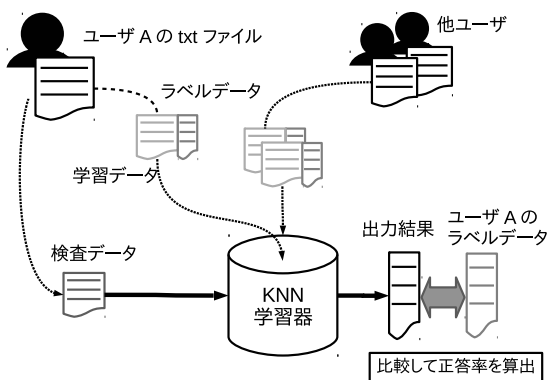 ユーザ A の txt ファイル
他ユーザ
ラベルデータ
学習データ
検査データ
KNN
学習器
出力結果
ユーザ A の
ラベルデータ
比較して正答率を算出